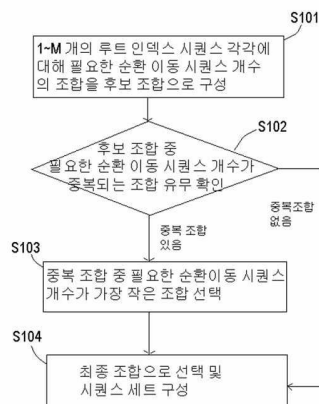 S101
1~M 개의 루트 인덱스 시퀀스 각각에
대해 필요한 순환 이동 시퀀스 개수
의 조합을 후보 조합으로 구성
S102
후보 조합 중
필요한 순환 이동 시퀀스 개수가
중복되는 조합 유무 확인
중복조합
없음
중복 조합
있음
S103
중복 조합 중 필요한 순환이동 시퀀스
개수가 가장 작은 조합 선택
S104
최종 조합으로 선택 및
시퀀스 세트 구성